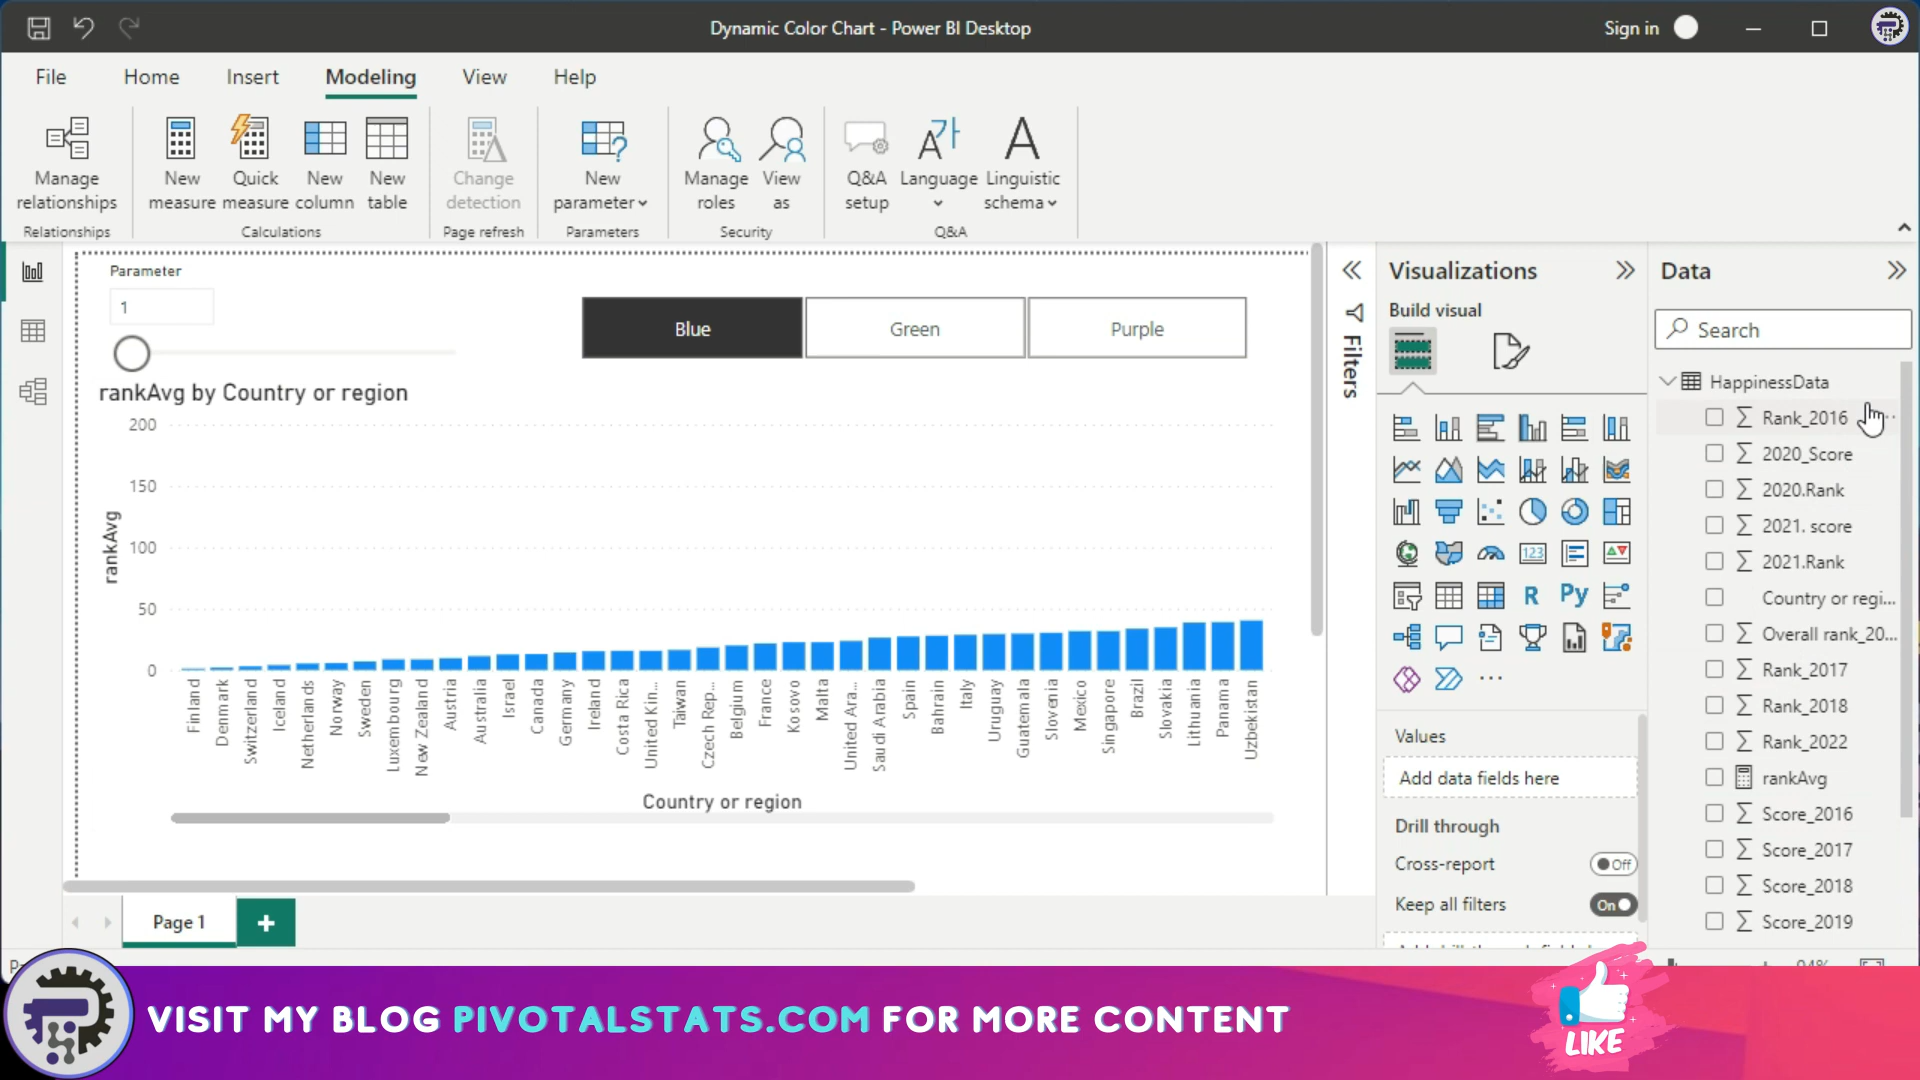 Dynamic Color Chart - Power BI Desktop
Sign in
File Home Insert Modeling View Help
Manage relationships
New measure
Quick measure
New column
New table
Change detection
New parameter
Manage roles
View as
Q&A setup
Language
Linguistic schema
Relationships
Calculations
Page refresh
Parameters
Security
Q&A
Parameter
1
Blue
Green
Purple
rankAvg by Country or region
200
150
100
50
0
rankAvg
Finland
Denmark
Switzerland
Iceland
Netherlands
Norway
Sweden
Luxembourg
New Zealand
Austria
Australia
Israel
Canada
Germany
Ireland
Costa Rica
United Kin...
Taiwan
Czech Rep...
Belgium
France
Kosovo
Malta
United Ara...
Saudi Arabia
Spain
Bahrain
Italy
Uruguay
Guatemala
Slovenia
Mexico
Singapore
Brazil
Slovakia
Lithuania
Panama
Uzbekistan
Country or region
Page 1
Filters
Visualizations
Build visual
123
R
Py
...
Values
Add data fields here
Drill through
Cross-report
Off
Keep all filters
On
Data
Search
HappinessData
Rank_2016
2020_Score
2020.Rank
2021. score
2021.Rank
Country or regi...
Overall rank_20...
Rank_2017
Rank_2018
Rank_2022
rankAvg
Score_2016
Score_2017
Score_2018
Score_2019
VISIT MY BLOG PIVOTALSTATS.COM FOR MORE CONTENT
LIKE